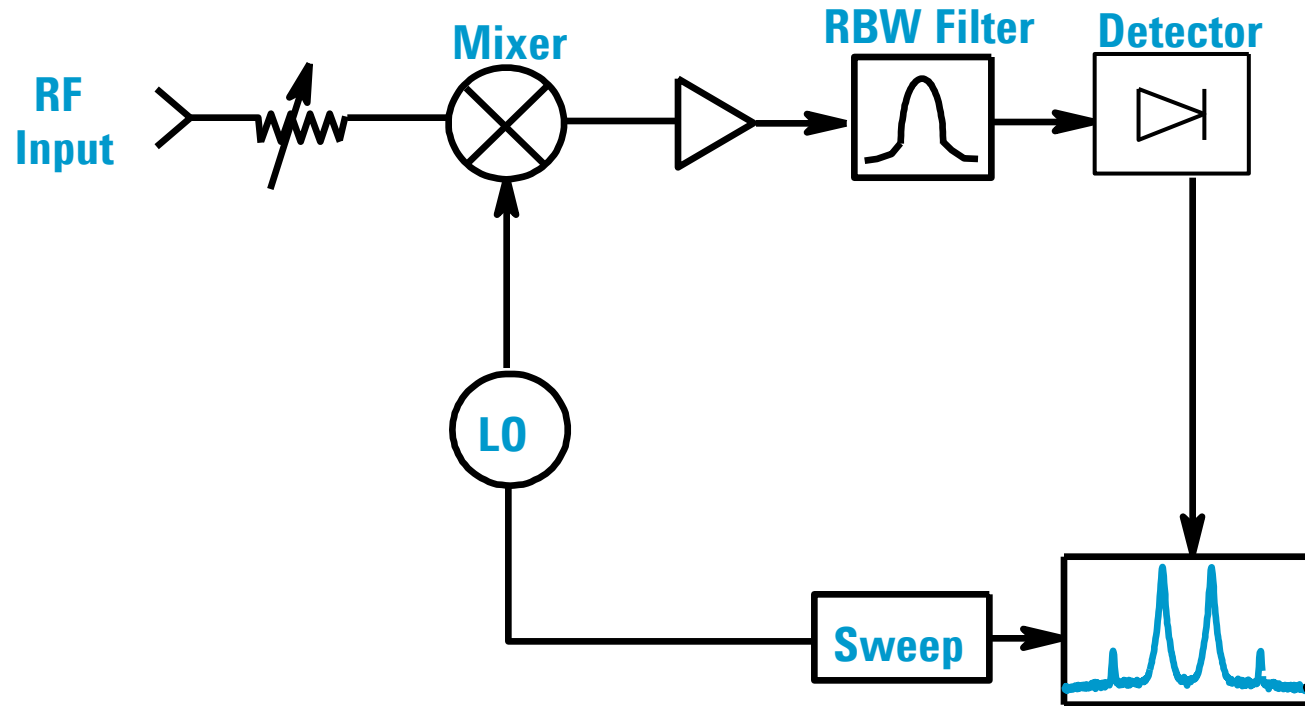 RF
Input
Mixer
RBW Filter
Detector
LO
Sweep